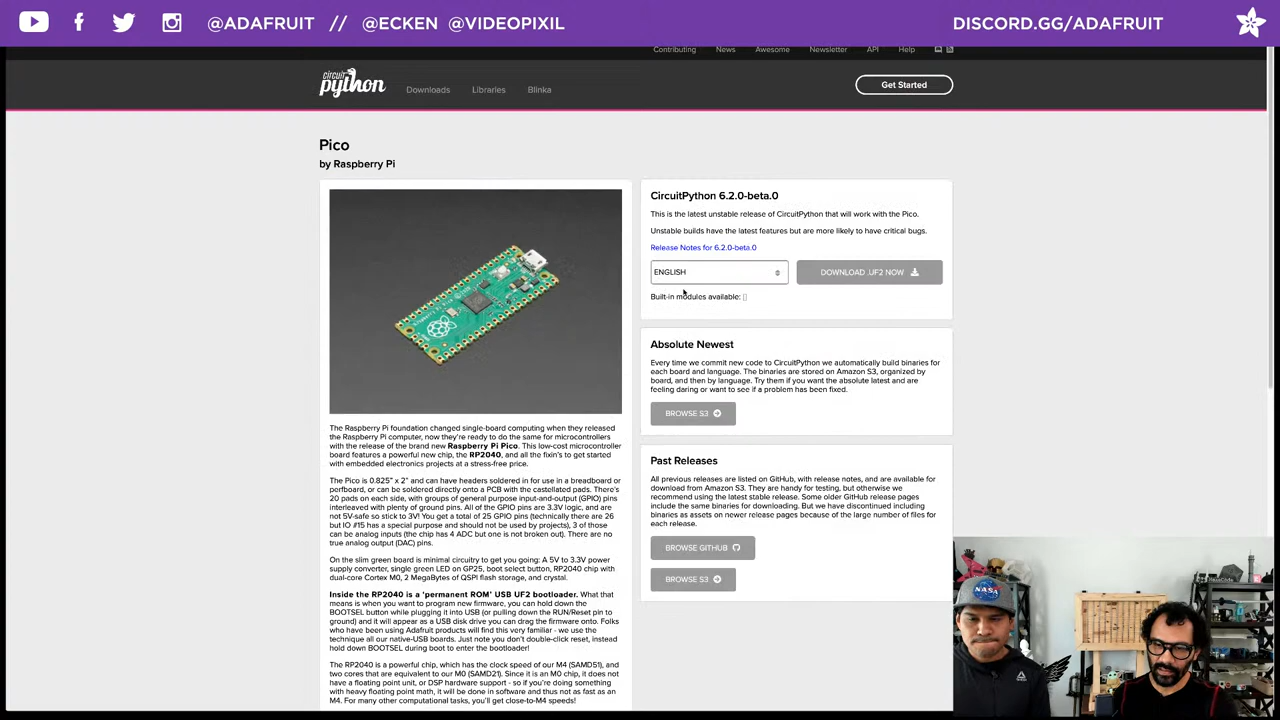 @ADAFRUIT // @ECKEN @VIDEOPIXIL
DISCORD.GG/ADAFRUIT
Contributing News Awesome Newsletter API Help
circuit python Downloads Libraries Blinka Get Started
Pico
by Raspberry Pi
Raspberry Pi Pico
The Raspberry Pi foundation changed single-board computing when they released
the Raspberry Pi computer, now they're ready to do the same for microcontrollers
with the release of the brand new Raspberry Pi Pico. This low-cost microcontroller
board features a powerful new chip, the RP2040, and all the fixin's to get started
with embedded electronics projects at a stress-free price.
The Pico is 0.825" x 2" and can have headers soldered in for use in a breadboard or
perfboard, or can be soldered directly onto a PCB with the castellated pads. There's
20 pads on each side, with groups of general purpose input-and-output (GPIO) pins
interleaved with plenty of ground pins. All of the GPIO pins are 3.3V logic, and are
not 5V-safe so stick to 3V! You get a total of 25 GPIO pins (technically there are 26
but IO #15 has a special purpose and should not be used by projects), 3 of those
can be analog inputs (the chip has 4 ADC but one is not broken out). There are no
true analog output (DAC) pins.
On the slim green board is minimal circuitry to get you going: A 5V to 3.3V power
supply converter, single green LED on GP25, boot select button, RP2040 chip with
dual-core Cortex M0, 2 MegaBytes of QSPI flash storage, and crystal.
Inside the RP2040 is a 'permanent ROM' USB UF2 bootloader. What that
means is when you want to program new firmware, you can hold down the
BOOTSEL button while plugging it into USB (or pulling down the RUN/Reset pin to
ground) and it will appear as a USB disk drive you can drag the firmware onto. Folks
who have been using Adafruit products will find this very familiar - we use the
technique all our native-USB boards. Just note you don't double-click reset, instead
hold down BOOTSEL during boot to enter the bootloader!
The RP2040 is a powerful chip, which has the clock speed of our M4 (SAMD51), and
two cores that are equivalent to our M0 (SAMD21). Since it is an M0 chip, it does not
have a floating point unit, or DSP hardware support - so if you're doing something
with heavy floating point math, it will be done in software and thus not as fast as an
M4. For many other computational tasks, you'll get close-to-M4 speeds!
CircuitPython 6.2.0-beta.0
This is the latest unstable release of CircuitPython that will work with the Pico.
Unstable builds have the latest features but are more likely to have critical bugs.
Release Notes for 6.2.0-beta.0
ENGLISH DOWNLOAD .UF2 NOW
Built-in modules available: []
Absolute Newest
Every time we commit new code to CircuitPython we automatically build binaries for
each board and language. The binaries are stored on Amazon S3, organized by
board, and then by language. Try them if you want the absolute latest and are
feeling daring or want to see if a problem has been fixed.
BROWSE S3
Past Releases
All previous releases are listed on GitHub, with release notes, and are available for
download from Amazon S3. They are handy for testing, but otherwise we
recommend using the latest stable release. Some older GitHub release pages
include the same binaries for downloading. But we have discontinued including
binaries as assets on newer release pages because of the large number of files for
each release.
BROWSE GITHUB
BROWSE S3
NASA